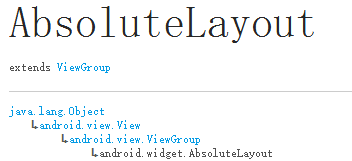 AbsoluteLayout
extends ViewGroup
java.lang.Object
↳android.view.View
↳android.view.ViewGroup
↳android.widget.AbsoluteLayout